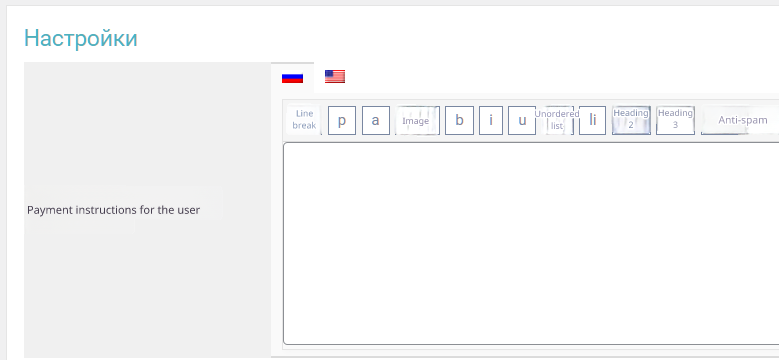 Настройки
Line break
p
a
Image
b
i
u
Unordered list
li
Heading 2
Heading 3
Anti-spam
Payment instructions for the user